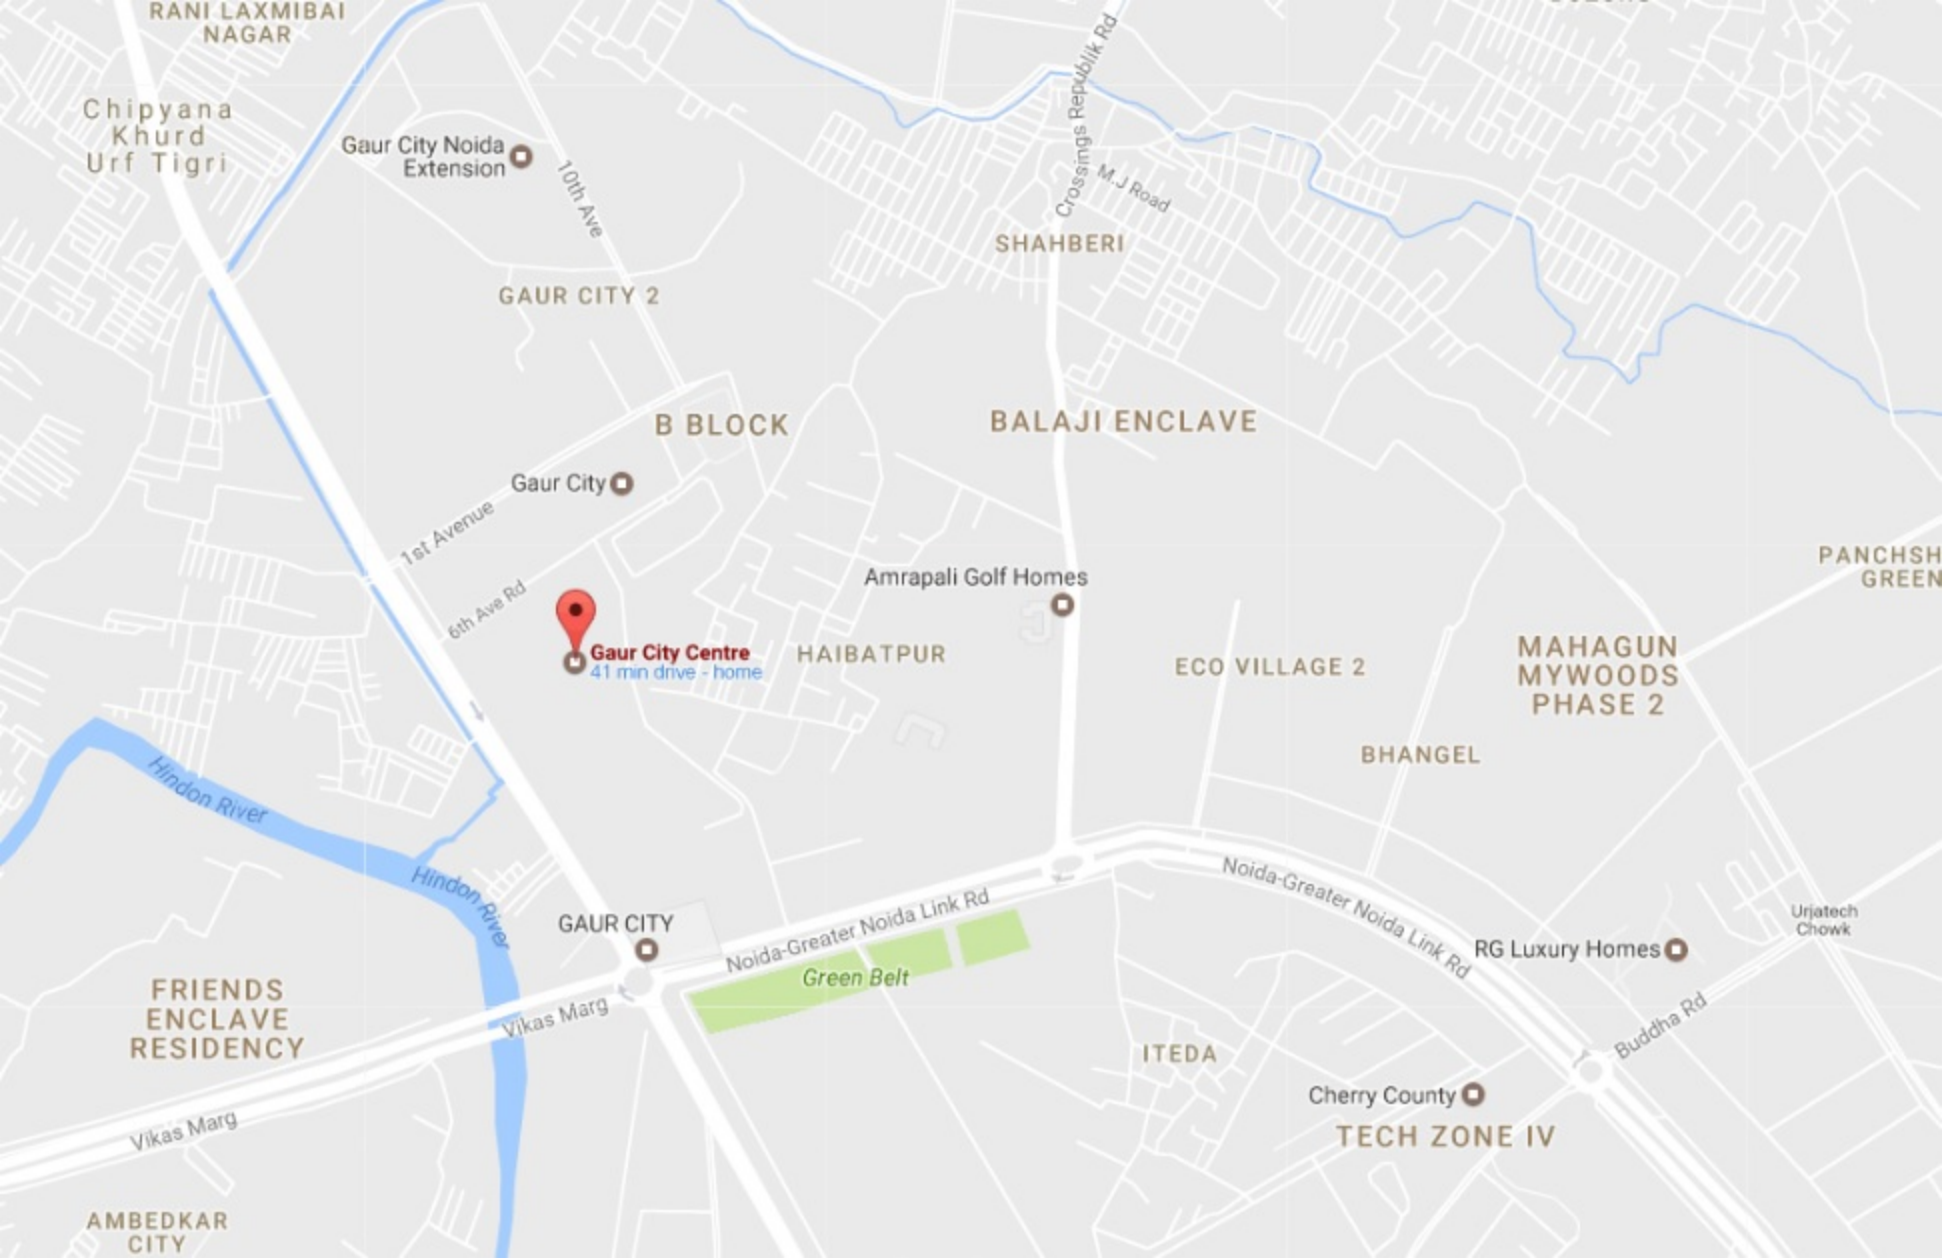 RANI LAXMIBAI
NAGAR
Chipyana
Khurd
Urf Tigri
Gaur City Noida
Extension
10th Ave
Crossings Republik Rd
M.J Road
SHAHBERI
GAUR CITY 2
B BLOCK
BALAJI ENCLAVE
Gaur City
1st Avenue
6th Ave Rd
Amrapali Golf Homes
PANCHSH
GREEN
Gaur City Centre
41 min drive - home
HAIBATPUR
ECO VILLAGE 2
MAHAGUN
MYWOODS
PHASE 2
BHANGEL
Hindon River
Hindon River
GAUR CITY
Noida-Greater Noida Link Rd
Noida-Greater Noida Link Rd
Urjatech
Chowk
RG Luxury Homes
Green Belt
FRIENDS
ENCLAVE
RESIDENCY
Vikas Marg
Buddha Rd
ITEDA
Cherry County
TECH ZONE IV
Vikas Marg
AMBEDKAR
CITY